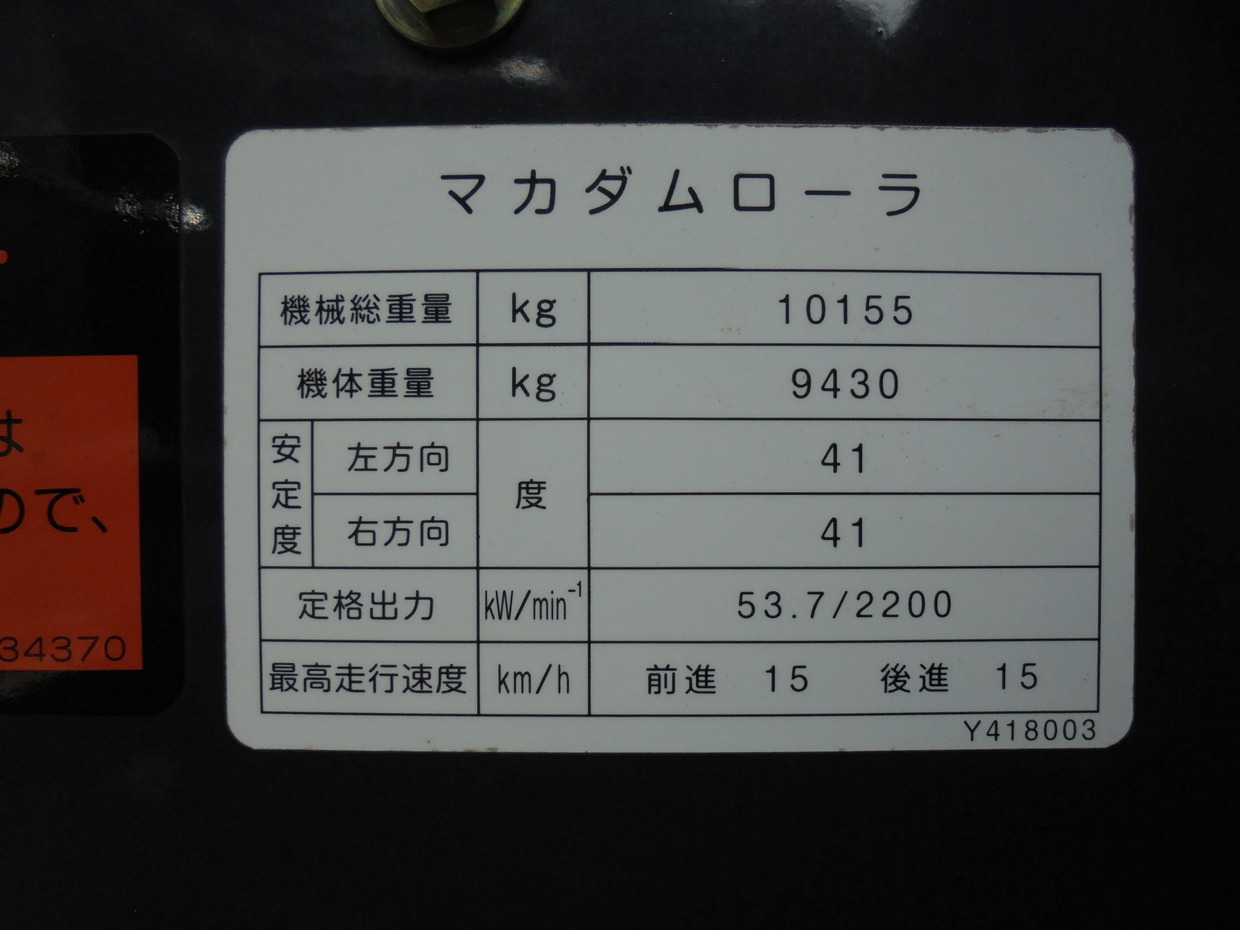 マカダムローラ
機械総重量 kg 10155
機体重量 kg 9430
安定度 左方向 度 41
右方向 41
定格出力 kW/min⁻¹ 53.7/2200
最高走行速度 km/h 前進 15 後進 15
Y418003
は
ので、
34370